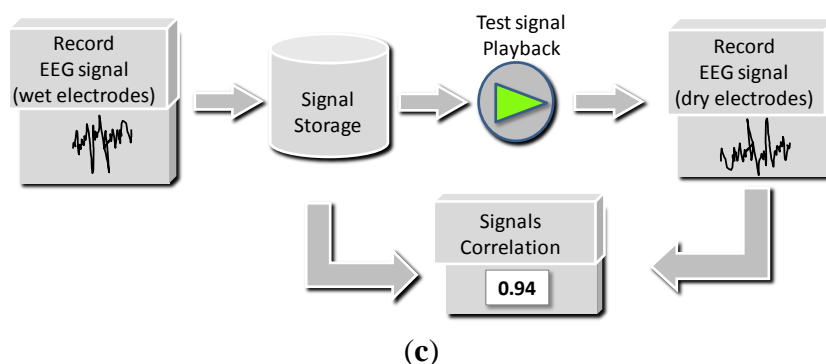 Record
EEG signal
(wet electrodes)
Signal
Storage
Test signal
Playback
Record
EEG signal
(dry electrodes)
Signals
Correlation
0.94
(c)